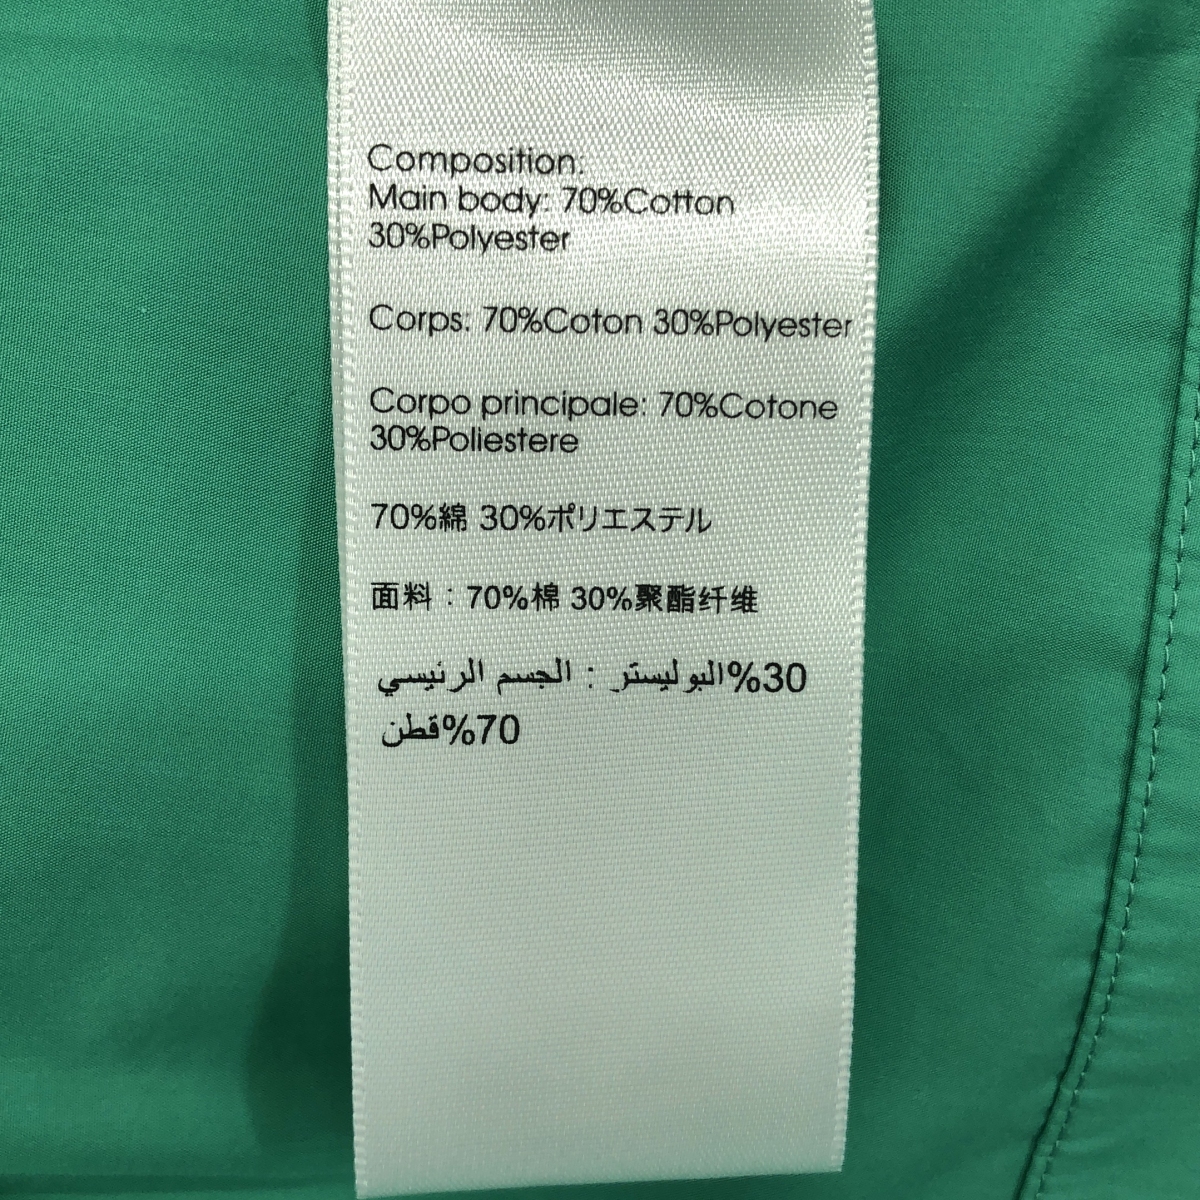 Composition:
Main body: 70%Cotton
30%Polyester
Corps: 70%Coton 30%Polyester
Corpo principale: 70%Cotone
30%Poliestere
70%綿 30%ポリエステル
面料：70%棉 30%聚酯纤维
30%البوليستر : الجسم الرئيسي
70%قطن